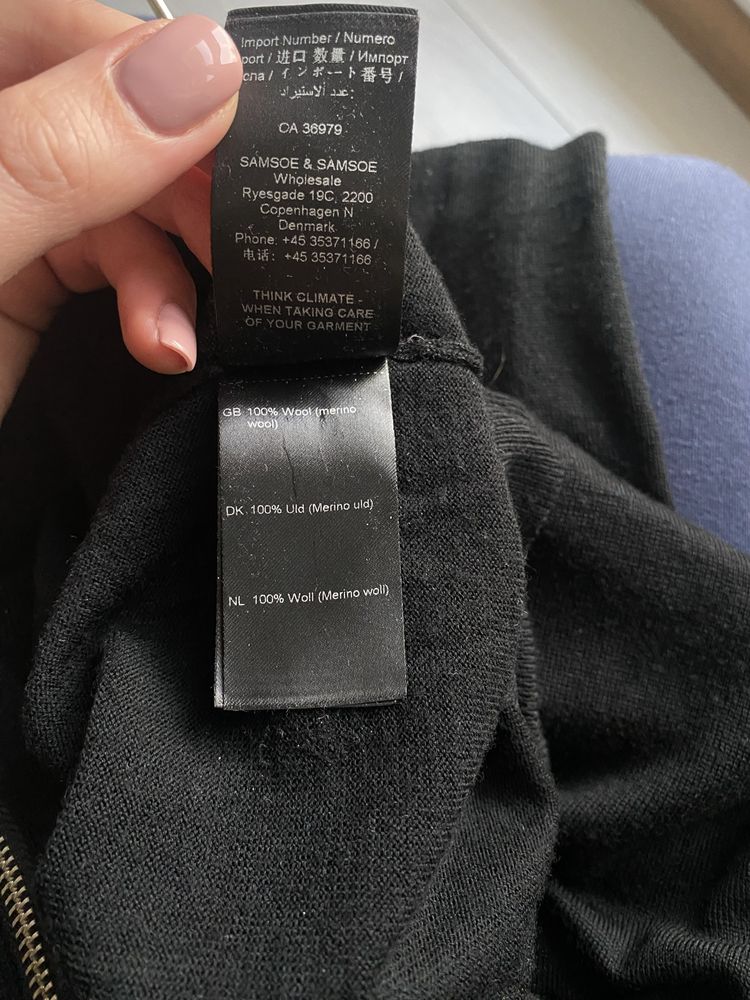 Import Number / Numero
port / 进口 数量 / Импорт
/ インポート番号 /
عدد الاستيراد:
CA 36979
SAMSOE & SAMSOE
Wholesale
Ryesgade 19C, 2200
Copenhagen N
Denmark
Phone: +45 35371166 /
电话: +45 35371166
THINK CLIMATE -
WHEN TAKING CARE
OF YOUR GARMENT
GB 100% Wool (merino
wool)
DK 100% Uld (Merino uld)
NL 100% Woll (Merino woll)